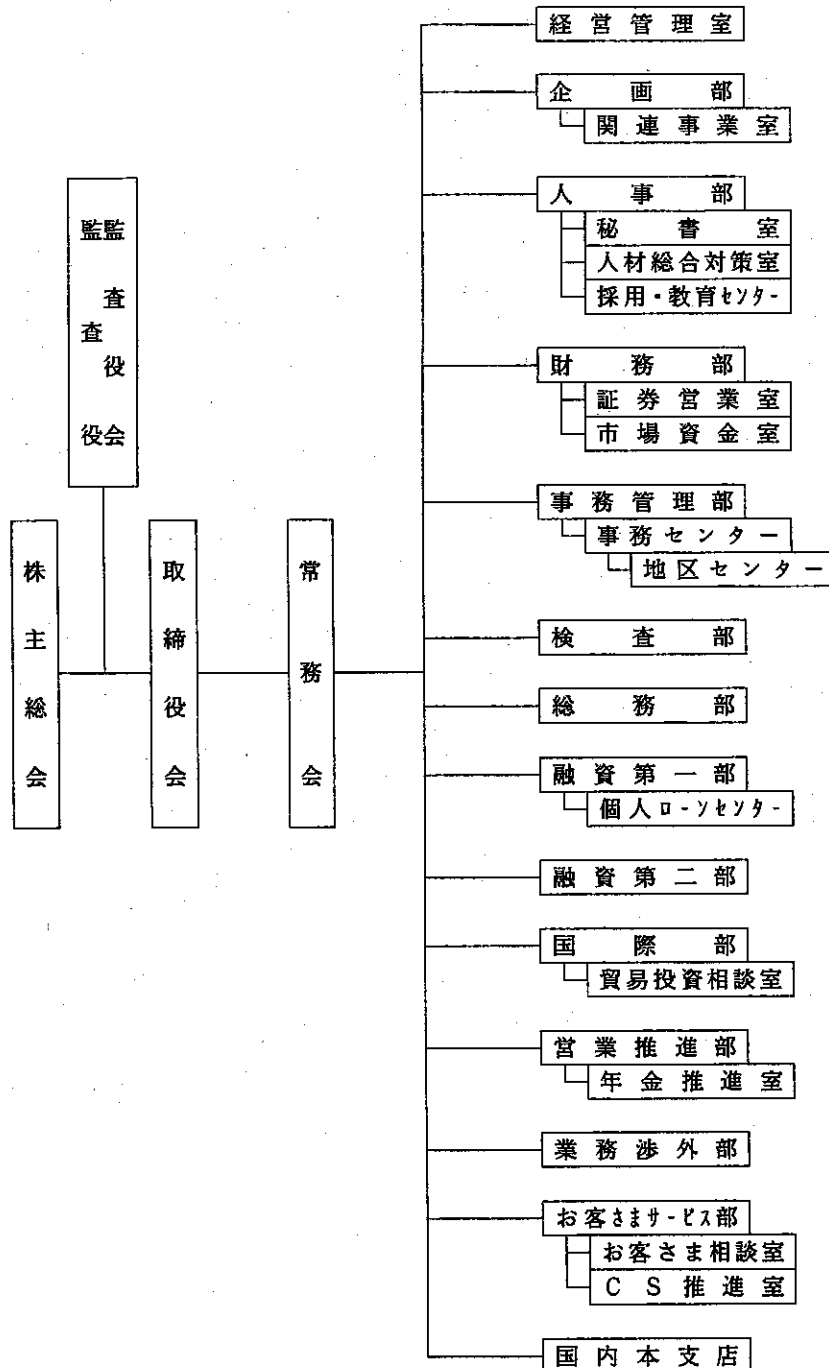 監査役会
監査役
株主総会
取締役会
常務会
経営管理室
企画部
関連事業室
人事部
秘書室
人材総合対策室
採用・教育センター
財務部
証券営業室
市場資金室
事務管理部
事務センター
地区センター
検査部
総務部
融資第一部
個人ローンセンター
融資第二部
国際部
貿易投資相談室
営業推進部
年金推進室
業務渉外部
お客さまサービス部
お客さま相談室
CS推進室
国内本支店